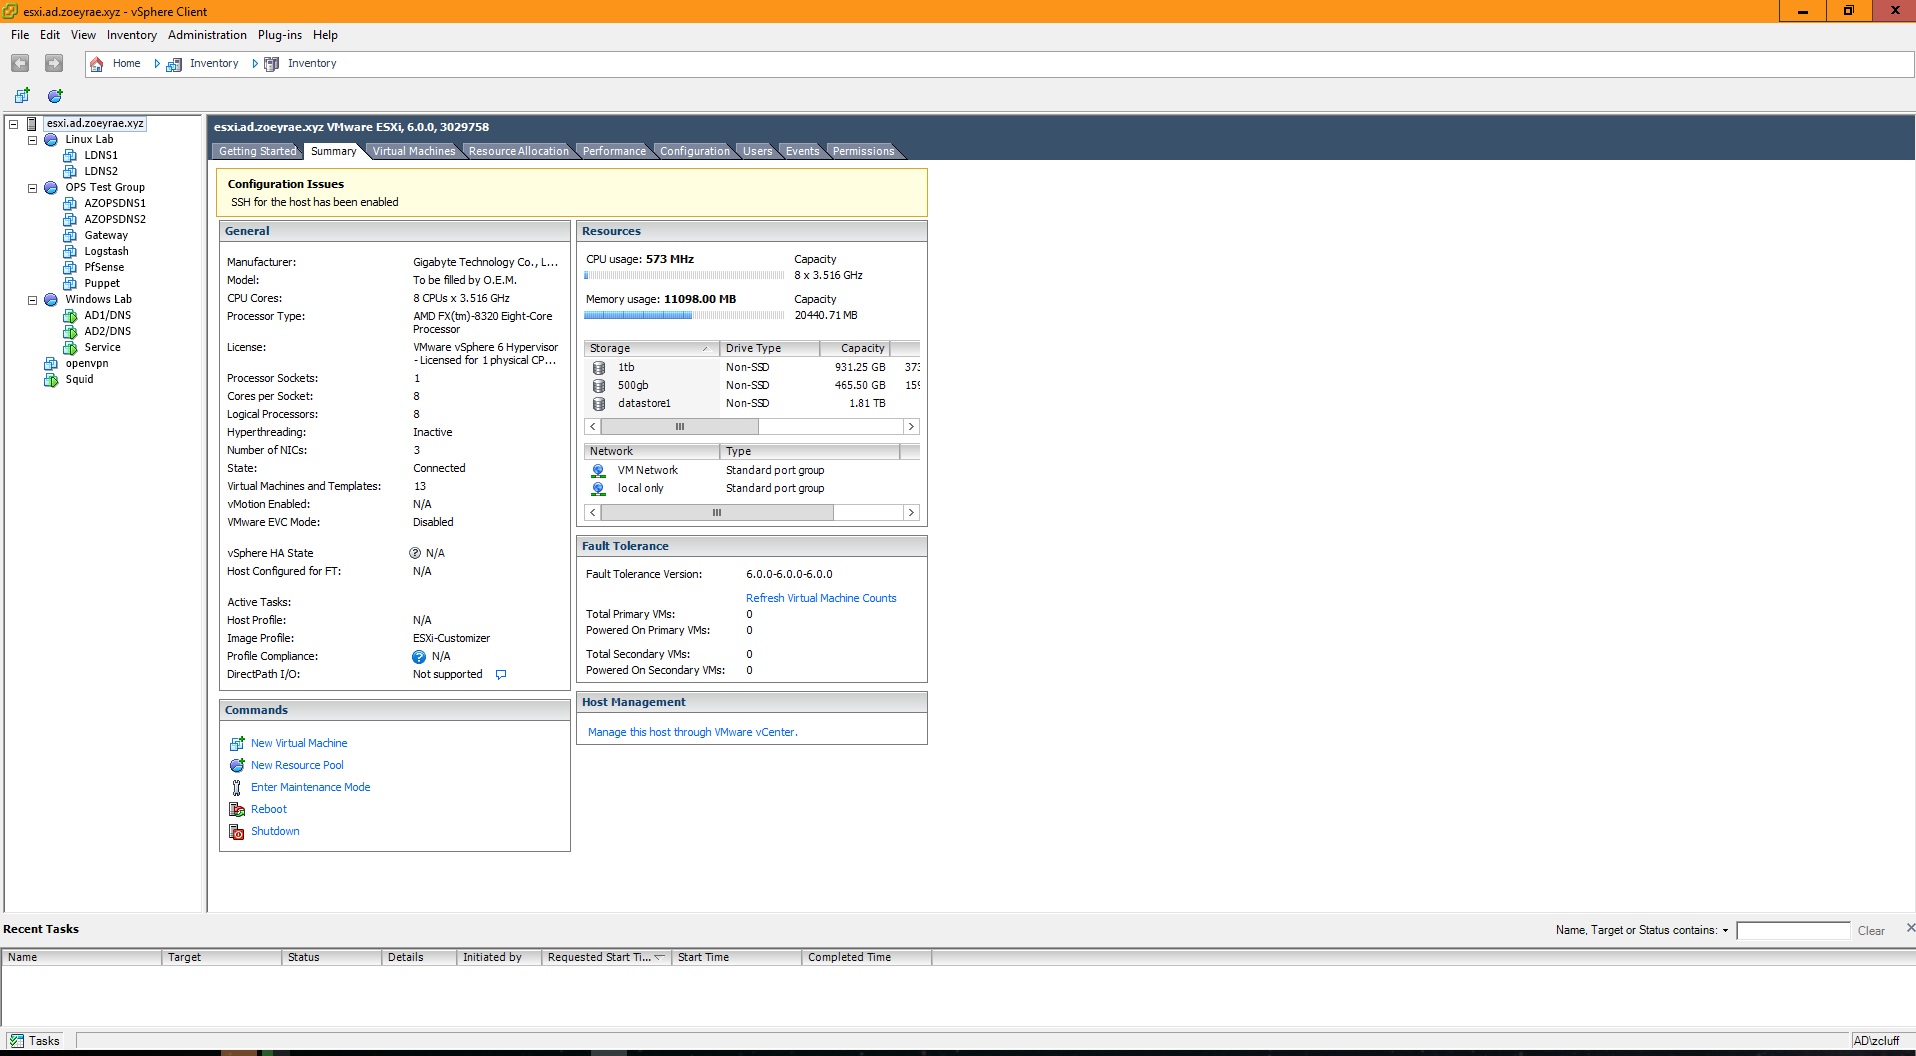 esxi.ad.zoeyrae.xyz - vSphere Client
File Edit View Inventory Administration Plug-ins Help
Home Inventory Inventory
esxi.ad.zoeyrae.xyz
Linux Lab
LDNS1
LDNS2
OPS Test Group
AZOPSDNS1
AZOPSDNS2
Gateway
Logstash
PfSense
Puppet
Windows Lab
AD1/DNS
AD2/DNS
Service
openvpn
Squid
esxi.ad.zoeyrae.xyz VMware ESXi, 6.0.0, 3029758
Getting Started Summary Virtual Machines Resource Allocation Performance Configuration Users Events Permissions
Configuration Issues
SSH for the host has been enabled
General
Manufacturer: Gigabyte Technology Co., L...
Model: To be filled by O.E.M.
CPU Cores: 8 CPUs x 3.516 GHz
Processor Type: AMD FX(tm)-8320 Eight-Core
Processor
License: VMware vSphere 6 Hypervisor
- Licensed for 1 physical CP...
Processor Sockets: 1
Cores per Socket: 8
Logical Processors: 8
Hyperthreading: Inactive
Number of NICs: 3
State: Connected
Virtual Machines and Templates: 13
vMotion Enabled: N/A
VMware EVC Mode: Disabled
vSphere HA State ? N/A
Host Configured for FT: N/A
Active Tasks:
Host Profile: N/A
Image Profile: ESXi-Customizer
Profile Compliance: ? N/A
DirectPath I/O: Not supported
Commands
New Virtual Machine
New Resource Pool
Enter Maintenance Mode
Reboot
Shutdown
Resources
CPU usage: 573 MHz Capacity
8 x 3.516 GHz
Memory usage: 11098.00 MB Capacity
20440.71 MB
Storage Drive Type Capacity
1tb Non-SSD 931.25 GB 373
500gb Non-SSD 465.50 GB 159
datastore1 Non-SSD 1.81 TB
Network Type
VM Network Standard port group
local only Standard port group
Fault Tolerance
Fault Tolerance Version: 6.0.0-6.0.0-6.0.0
Refresh Virtual Machine Counts
Total Primary VMs: 0
Powered On Primary VMs: 0
Total Secondary VMs: 0
Powered On Secondary VMs: 0
Host Management
Manage this host through VMware vCenter.
Recent Tasks
Name, Target or Status contains: Clear
Name Target Status Details Initiated by Requested Start Ti... Start Time Completed Time
Tasks
AD\zcluff